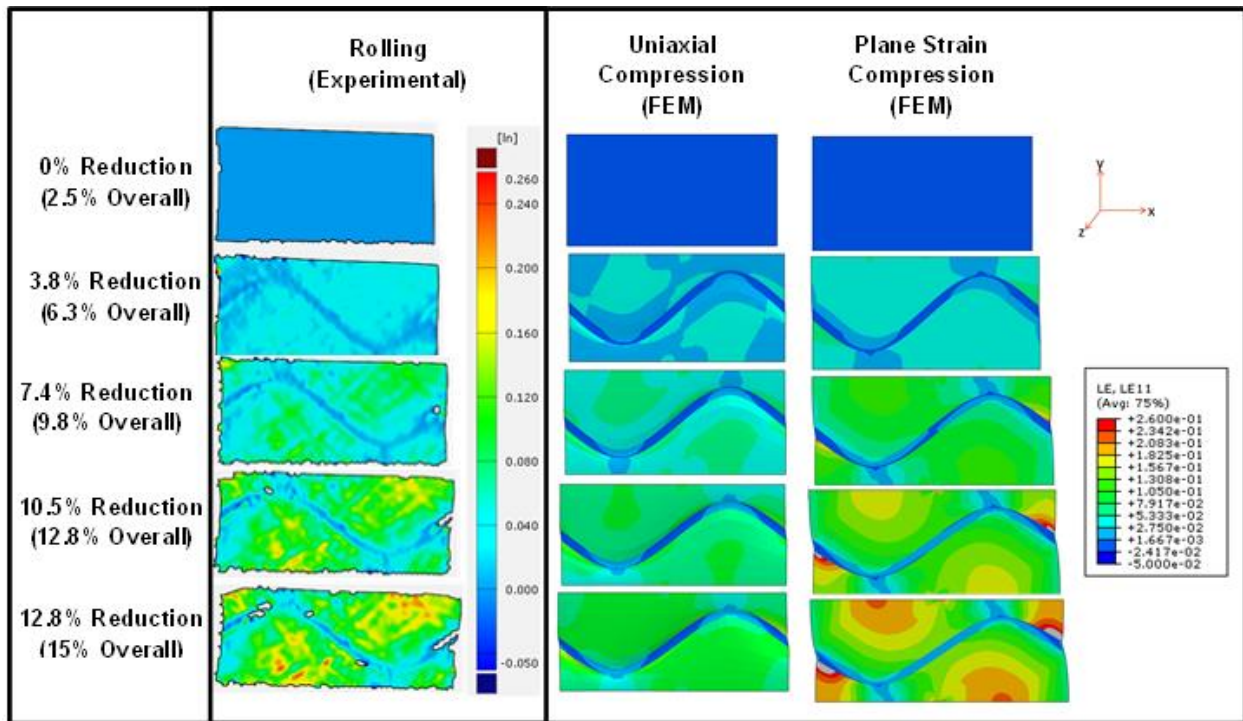 Rolling
(Experimental)
Uniaxial
Compression
(FEM)
Plane Strain
Compression
(FEM)
0% Reduction
(2.5% Overall)
3.8% Reduction
(6.3% Overall)
7.4% Reduction
(9.8% Overall)
10.5% Reduction
(12.8% Overall)
12.8% Reduction
(15% Overall)
[ln]
0.260
0.240
0.200
0.160
0.120
0.080
0.040
0.000
-0.050
Y
X
Z
LE, LE11
(Avg: 75%)
+2.600e-01
+2.342e-01
+2.083e-01
+1.825e-01
+1.567e-01
+1.308e-01
+1.050e-01
+7.917e-02
+5.333e-02
+2.750e-02
+1.667e-03
-2.417e-02
-5.000e-02